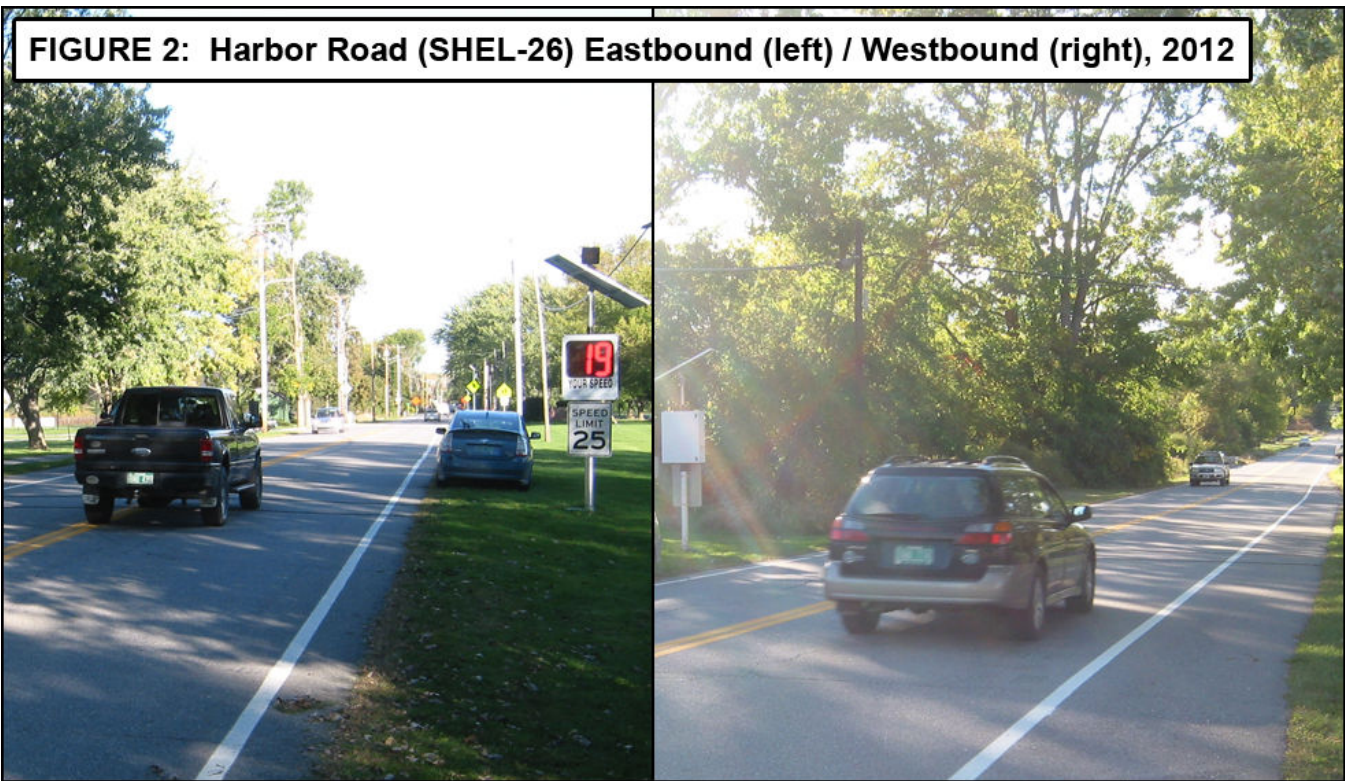 FIGURE 2:  Harbor Road (SHEL-26) Eastbound (left) / Westbound (right), 2012
19
YOUR SPEED
SPEED
LIMIT
25